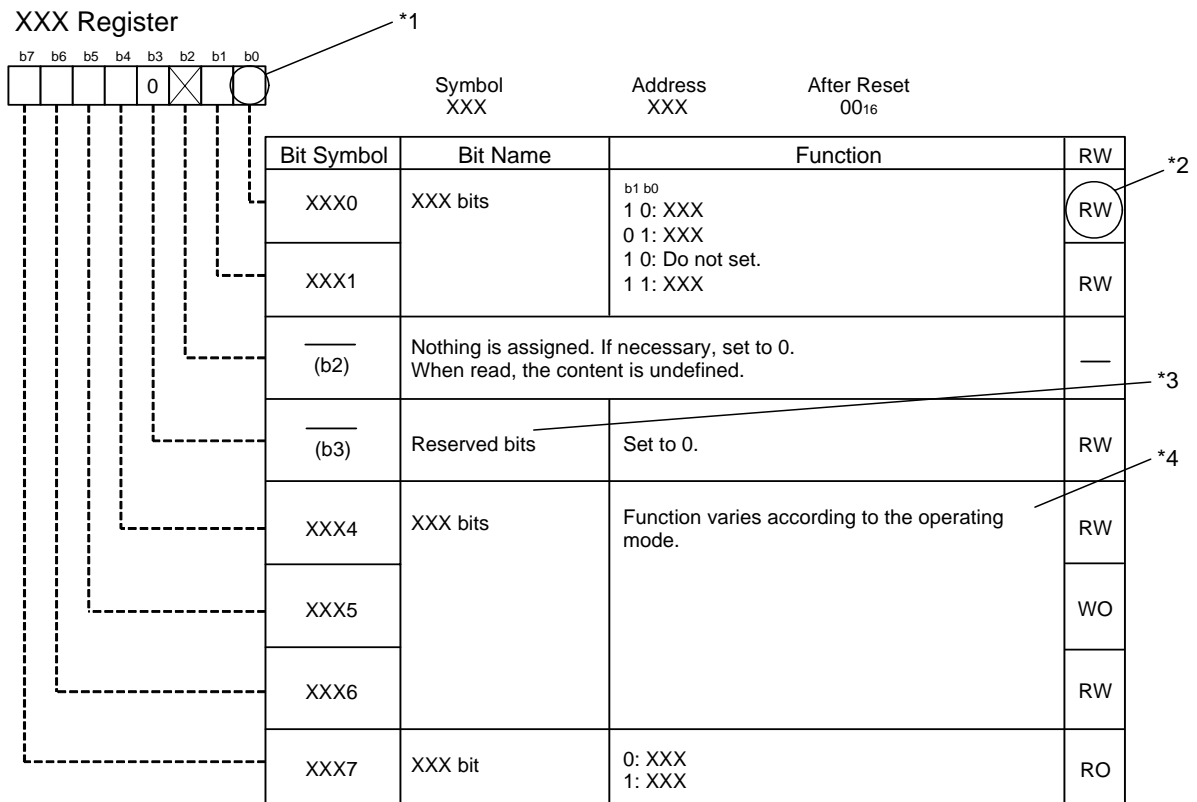 XXX Register
*1
b7 b6 b5 b4 b3 b2 b1 b0
0
Symbol Address After Reset
XXX XXX 0016
Bit Symbol Bit Name Function RW
*2
XXX0 XXX bits b1 b0 RW
1 0: XXX
0 1: XXX
1 0: Do not set.
XXX1 1 1: XXX RW
(b2) Nothing is assigned. If necessary, set to 0. —
When read, the content is undefined.
*3
(b3) Reserved bits Set to 0. RW
*4
XXX4 XXX bits Function varies according to the operating RW
mode.
XXX5 WO
XXX6 RW
XXX7 XXX bit 0: XXX RO
1: XXX